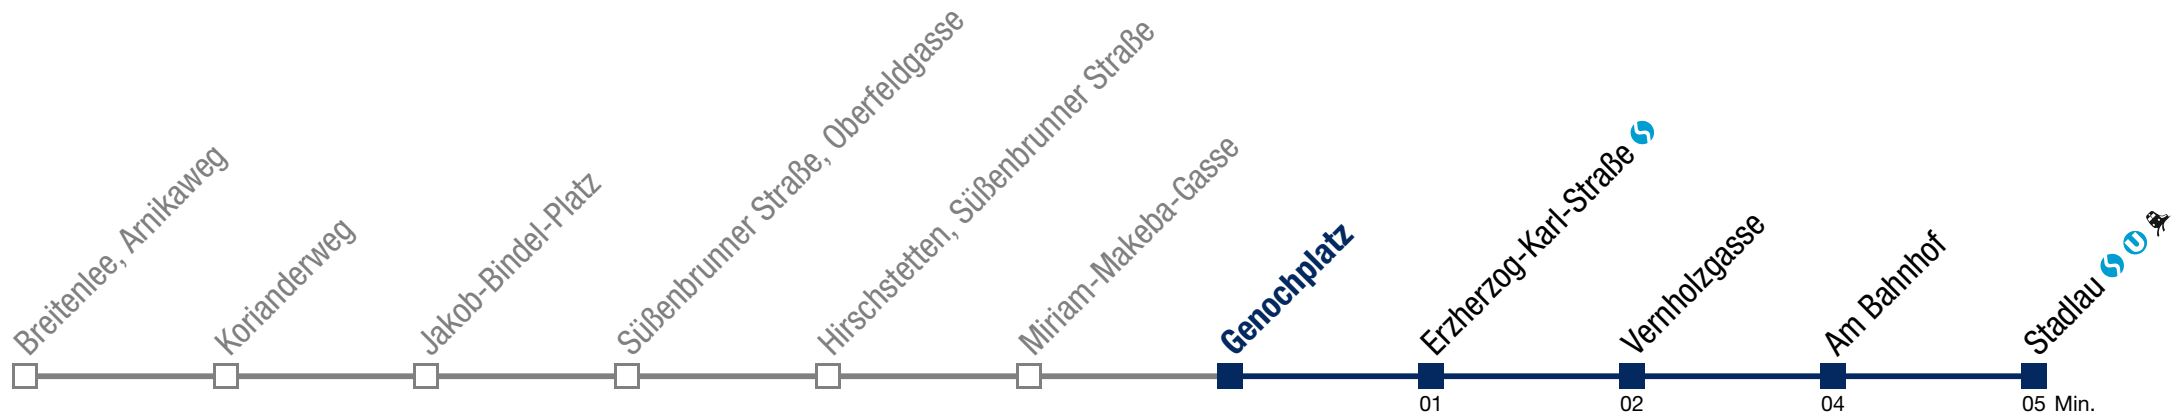 Breitenlee, Arnikaweg
Korianderweg
Jakob-Bindel-Platz
Süßenbrunner Straße, Oberfeldgasse
Hirschstetten, Süßenbrunner Straße
Miriam-Makeba-Gasse
Genochplatz
Erzherzog-Karl-Straße
Vernholzgasse
Am Bahnhof
Stadlau
01 02 04 05 Min.